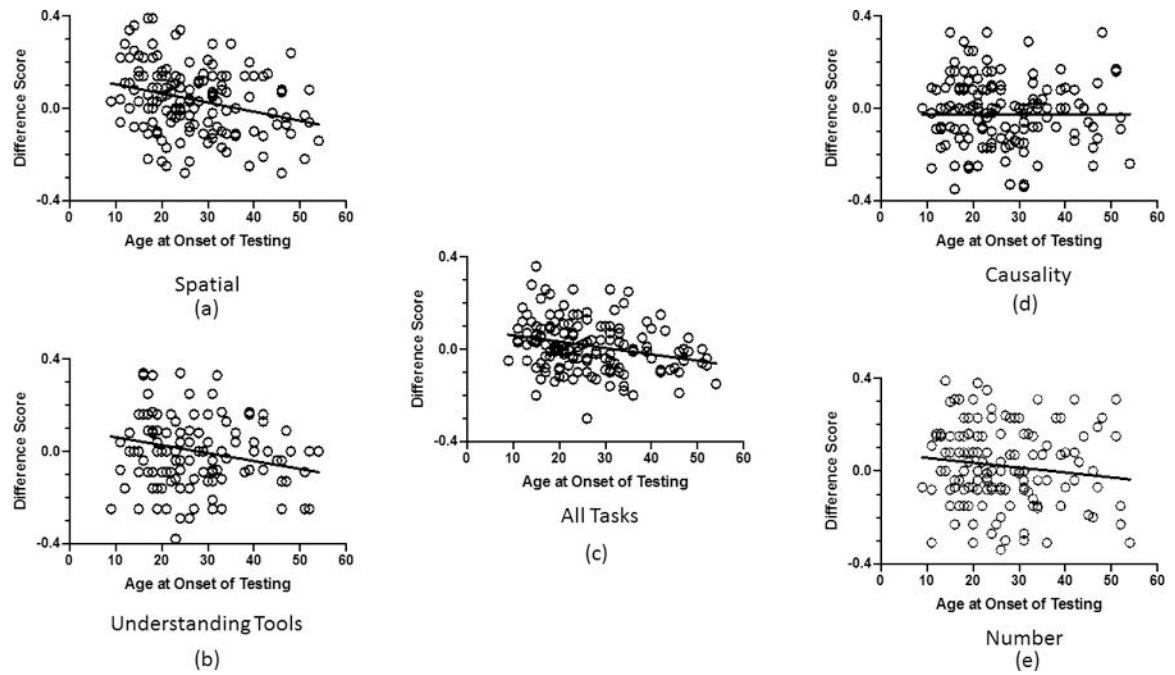 0.4
Difference Score
0.0
-0.4
0 10 20 30 40 50 60
Age at Onset of Testing
Spatial
(a)
0.4
Difference Score
0.0
-0.4
0 10 20 30 40 50 60
Age at Onset of Testing
Understanding Tools
(b)
0.4
Difference Score
0.0
-0.4
0 10 20 30 40 50 60
Age at Onset of Testing
All Tasks
(c)
0.4
Difference Score
0.0
-0.4
0 10 20 30 40 50 60
Age at Onset of Testing
Causality
(d)
0.4
Difference Score
0.0
-0.4
0 10 20 30 40 50 60
Age at Onset of Testing
Number
(e)